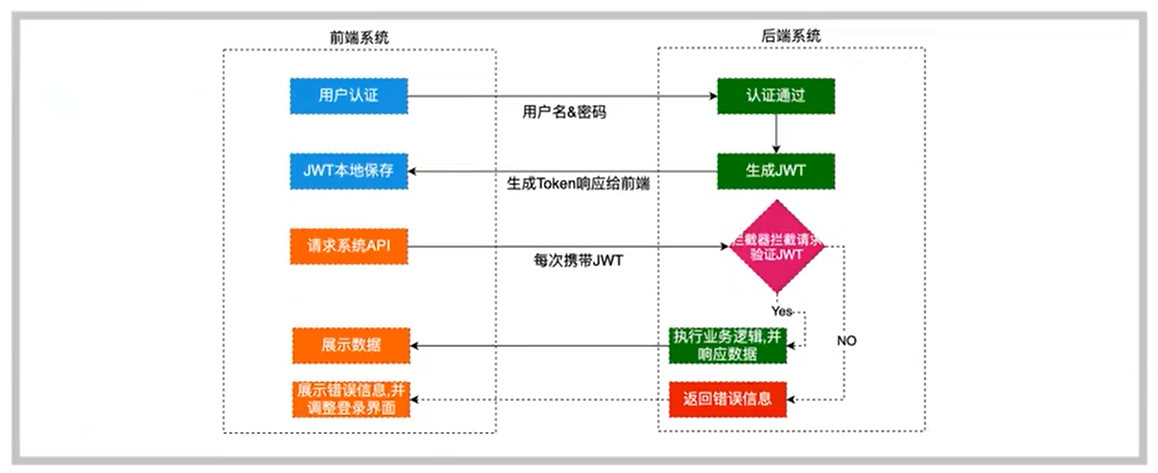 前端系统
后端系统
用户认证
用户名&密码
认证通过
JWT本地保存
生成Token响应给前端
生成JWT
请求系统API
每次携带JWT
拦截器拦截请求
验证JWT
Yes
NO
展示数据
执行业务逻辑,并
响应数据
展示错误信息,并
调整登录界面
返回错误信息